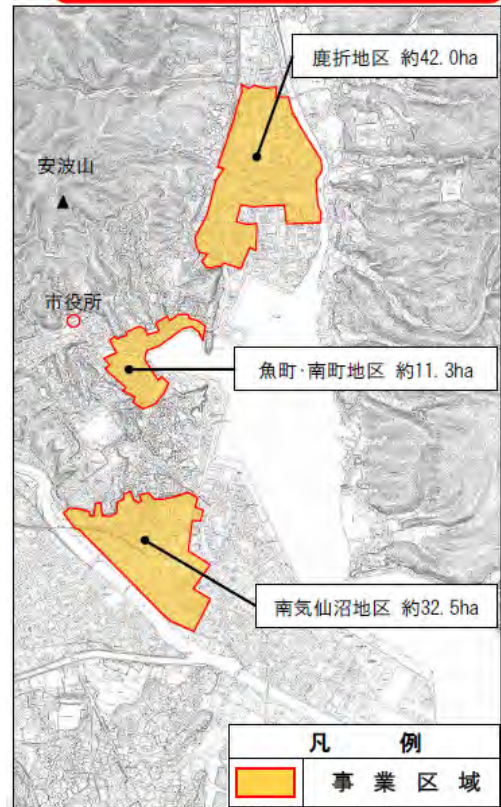 鹿折地区 約42.0ha
安波山
市役所
魚町･南町地区 約11.3ha
南気仙沼地区 約32.5ha
凡 例
事 業 区 域